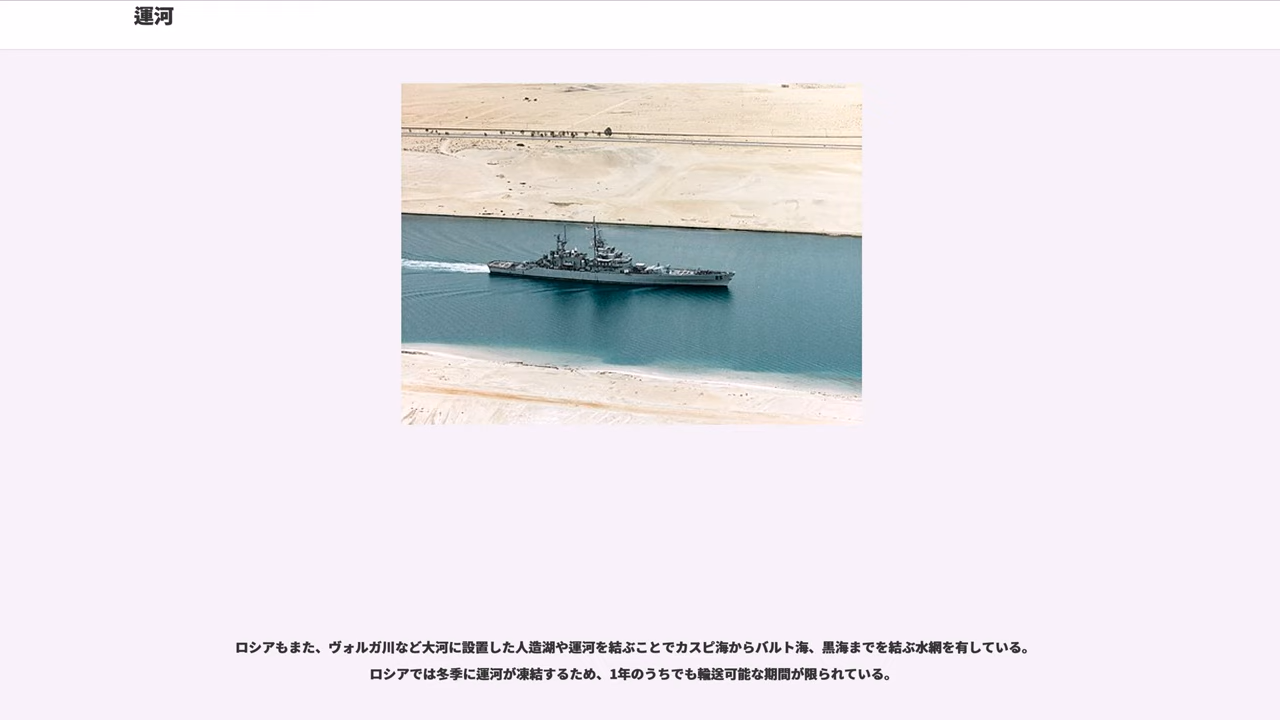 運河
ロシアもまた、ヴォルガ川など大河に設置した人造湖や運河を結ぶことでカスピ海からバルト海、黒海までを結ぶ水網を有している。
ロシアでは冬季に運河が凍結するため、1年のうちでも輸送可能な期間が限られている。